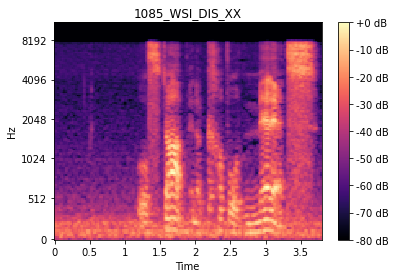 1085_WSI_DIS_XX
Hz
8192
4096
2048
1024
512
0
0 0.5 1 1.5 2 2.5 3 3.5
Time
+0 dB
-10 dB
-20 dB
-30 dB
-40 dB
-50 dB
-60 dB
-70 dB
-80 dB